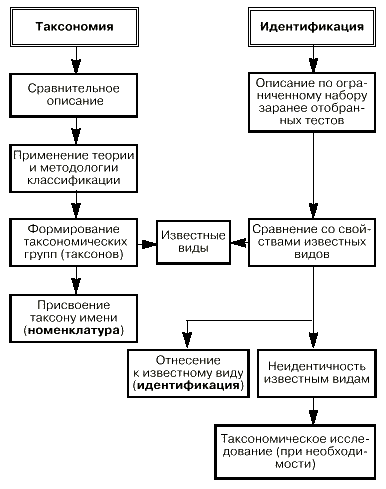 Таксономия
Идентификация
Сравнительное
описание
Описание по огра-
ниченному набору
заранее отобран-
ных тестов
Применение теории
и методологии
классификации
Формирование
таксономических
групп (таксонов)
Известные
виды
Сравнение со свой-
ствами известных
видов
Присвоение
таксону имени
(номенклатура)
Отнесение
к известному виду
(идентификация)
Неидентичность
известным видам
Таксономическое иссле-
дование (при необходи-
мости)